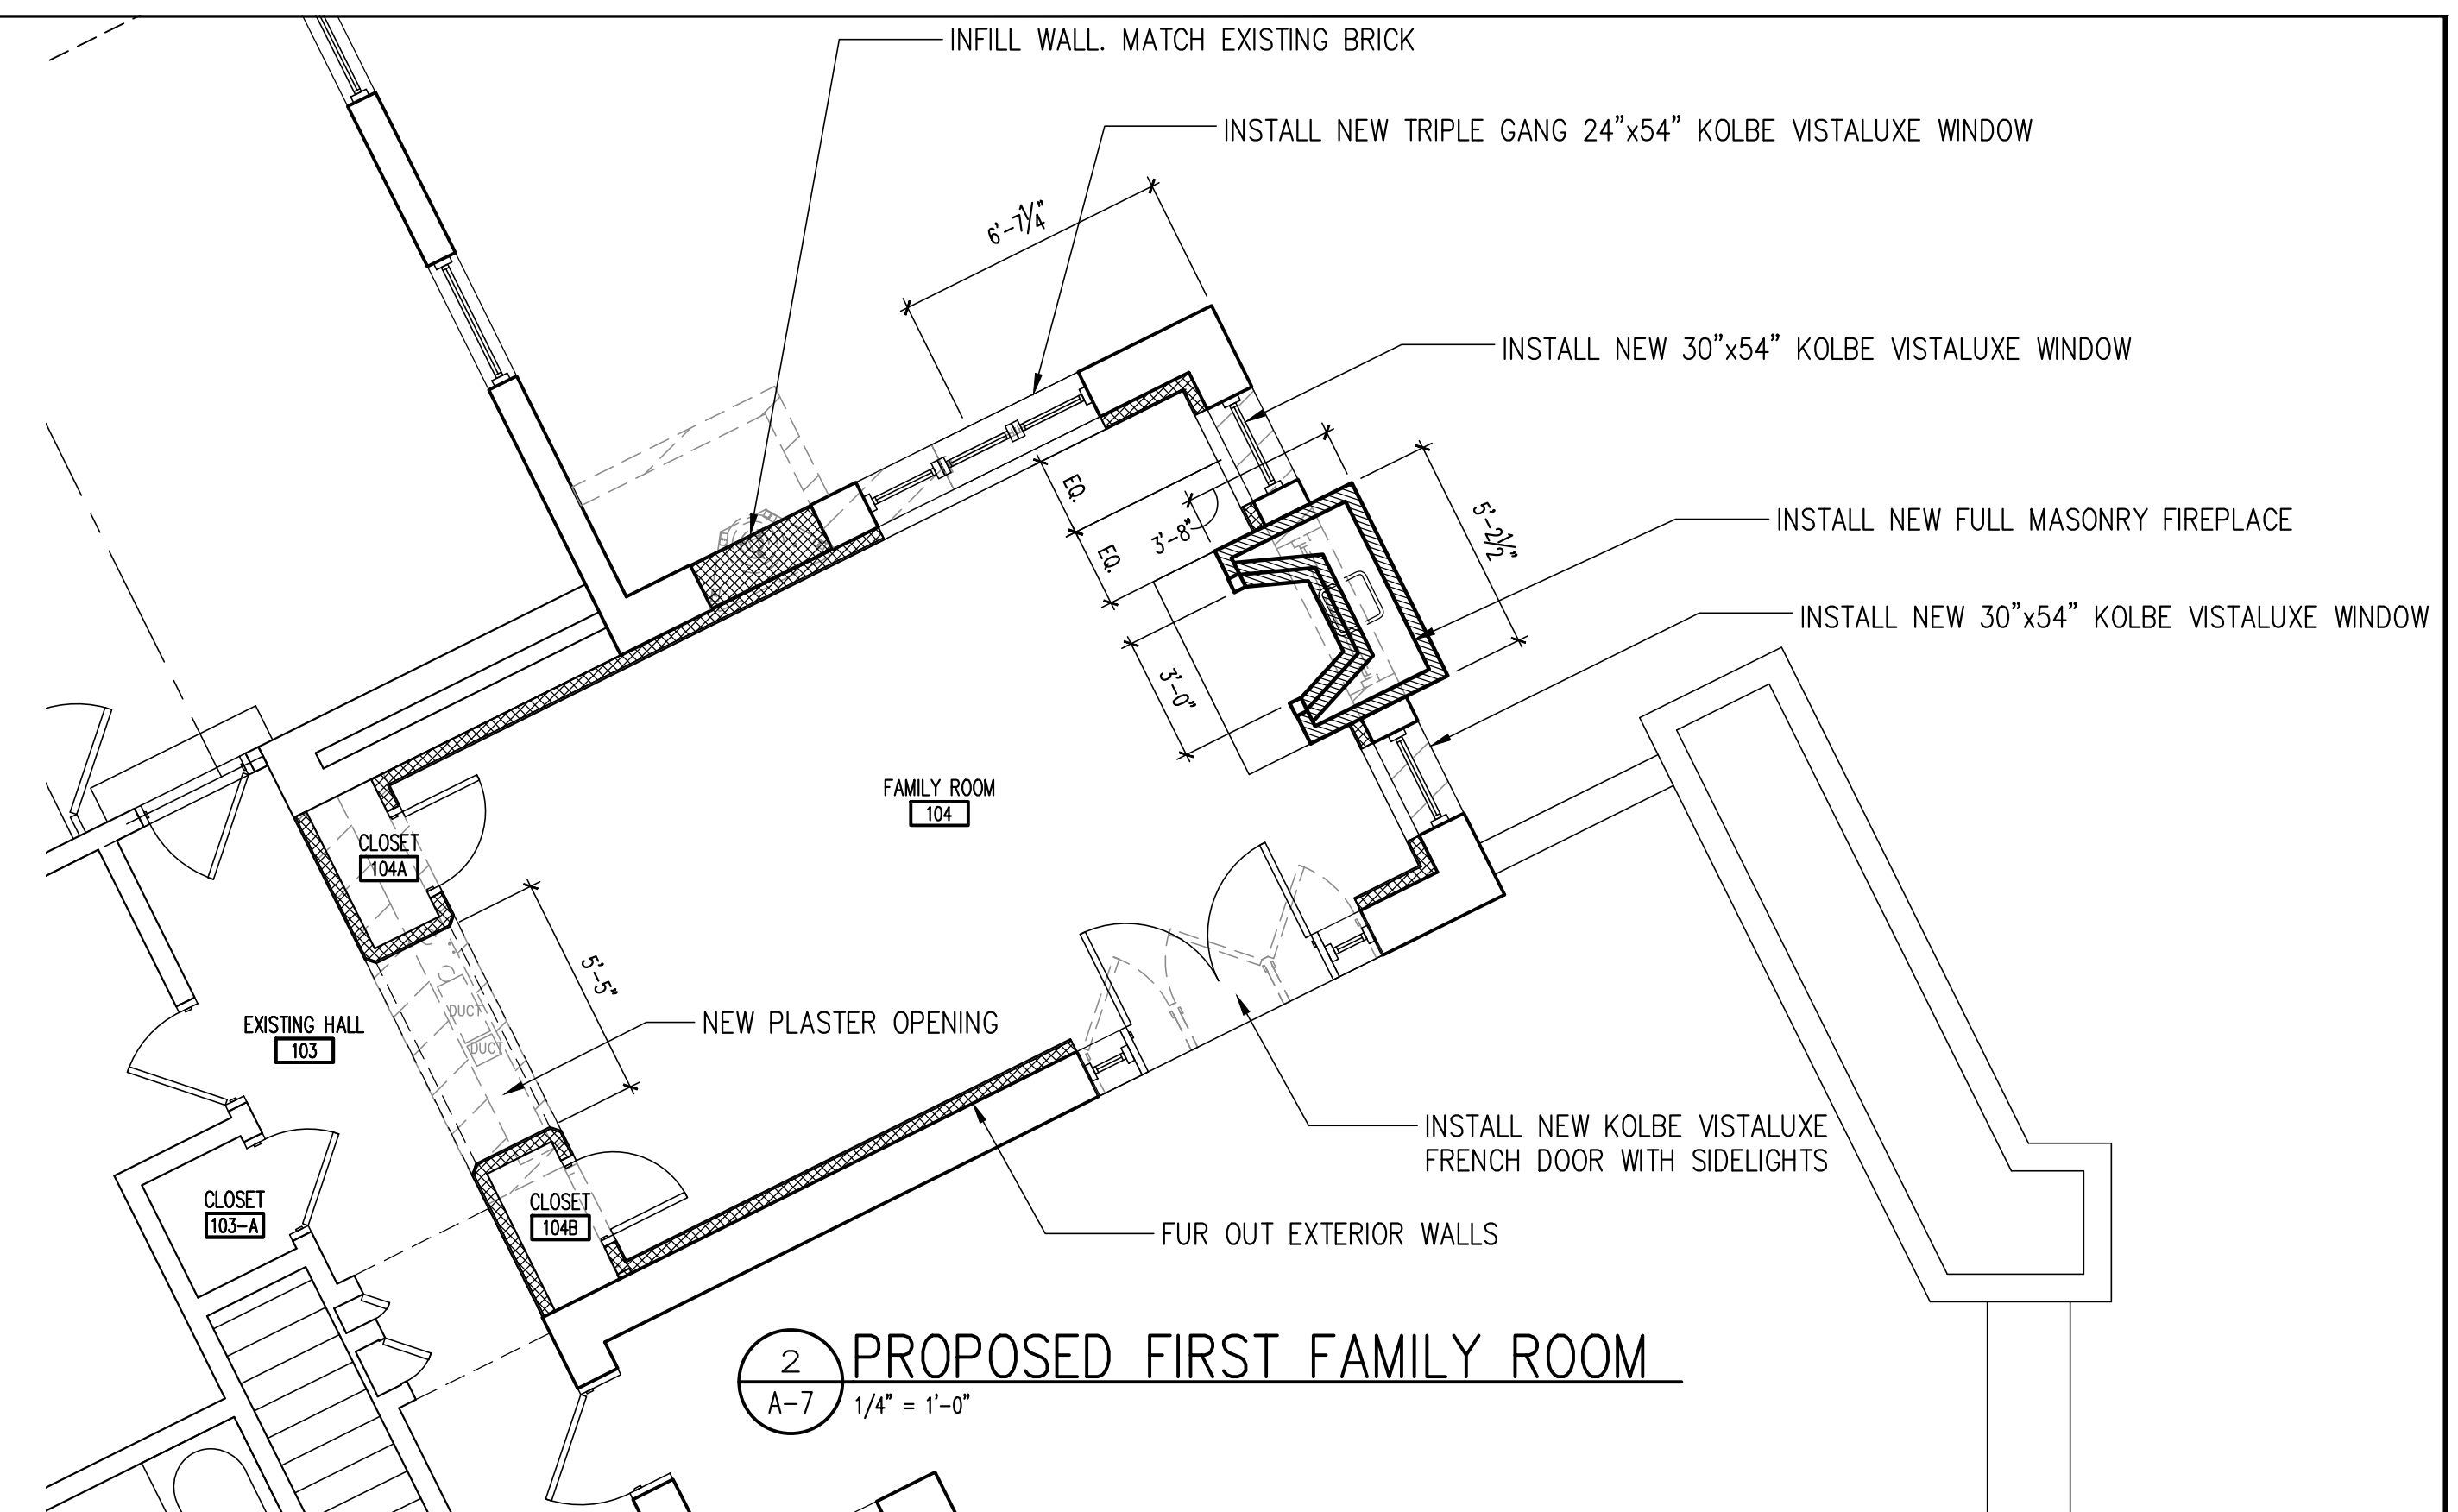 INFILL WALL. MATCH EXISTING BRICK
INSTALL NEW TRIPLE GANG 24"x54" KOLBE VISTALUXE WINDOW
6'-7 1/4"
INSTALL NEW 30"x54" KOLBE VISTALUXE WINDOW
EQ.
EQ.
3'-8"
5'-2 1/2"
INSTALL NEW FULL MASONRY FIREPLACE
INSTALL NEW 30"x54" KOLBE VISTALUXE WINDOW
3'-0"
FAMILY ROOM
104
CLOSET
104A
5'-5"
DUCT
DUCT
EXISTING HALL
103
NEW PLASTER OPENING
INSTALL NEW KOLBE VISTALUXE
FRENCH DOOR WITH SIDELIGHTS
CLOSET
103-A
CLOSET
104B
FUR OUT EXTERIOR WALLS
2
A-7
PROPOSED FIRST FAMILY ROOM
1/4" = 1'-0"